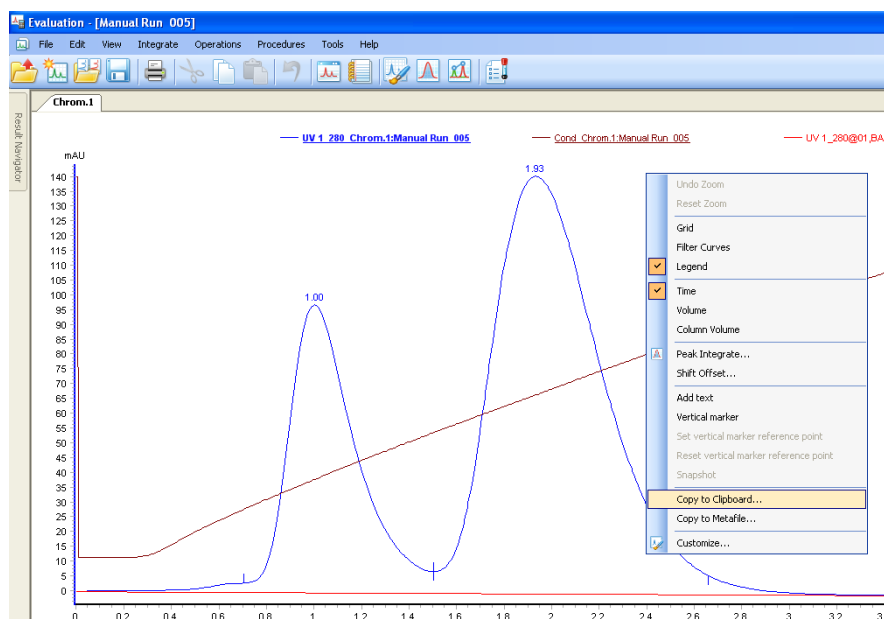 Evaluation - [Manual Run 005]
File Edit View Integrate Operations Procedures Tools Help
Chrom.1
Result Navigator
UV 1_280_Chrom.1:Manual Run_005 Cond_Chrom.1:Manual Run_005 UV 1_280@01,BA
mAU
140
135
130
125
120
115
110
105
100
95
90
85
80
75
70
65
60
55
50
45
40
35
30
25
20
15
10
5
0
1.00
1.93
Undo Zoom
Reset Zoom
Grid
Filter Curves
Legend
Time
Volume
Column Volume
Peak Integrate...
Shift Offset...
Add text
Vertical marker
Set vertical marker reference point
Reset vertical marker reference point
Snapshot
Copy to Clipboard...
Copy to Metafile...
Customize...
0 0.2 0.4 0.6 0.8 1.0 1.2 1.4 1.6 1.8 2 2.2 2.4 2.6 2.8 3 3.2